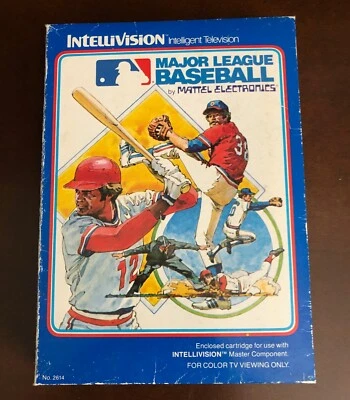 INTELLIVISION Intelligent Television
MAJOR LEAGUE
BASEBALL
by MATTEL ELECTRONICS
12
Enclosed cartridge for use with
INTELLIVISION™ Master Component.
FOR COLOR TV VIEWING ONLY.
No. 2614